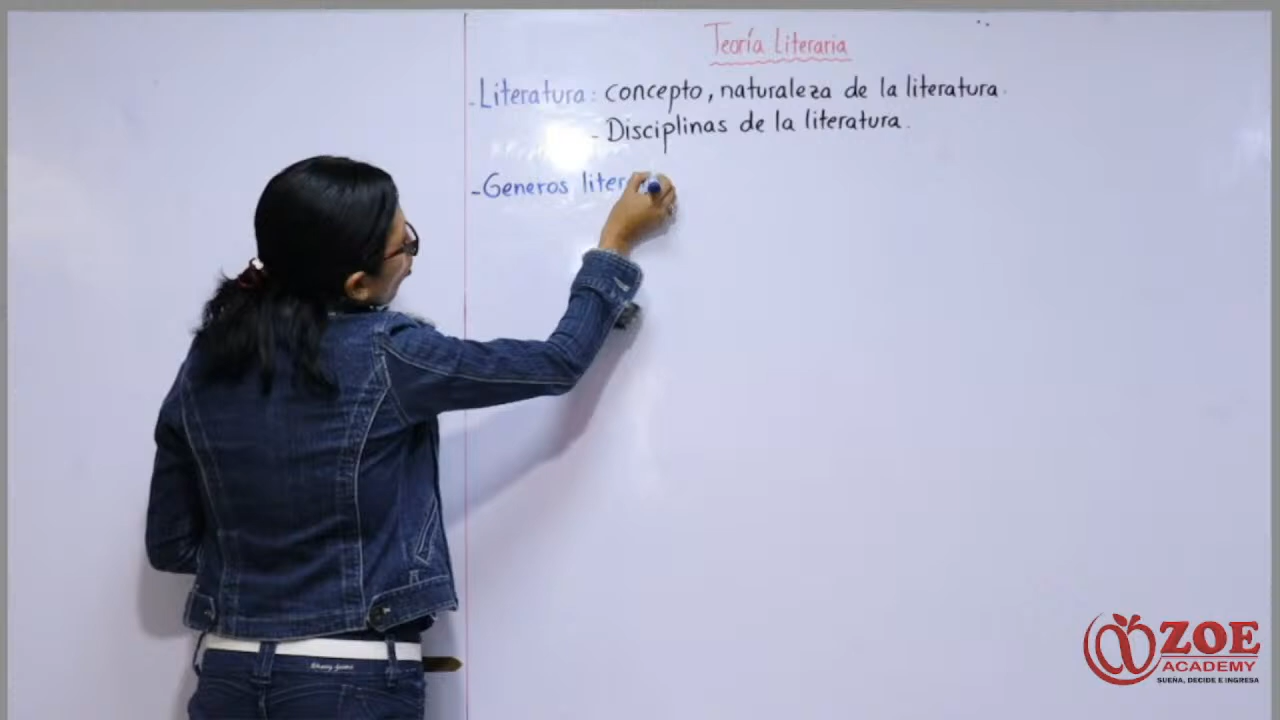 Teoría Literaria
- Literatura: concepto, naturaleza de la literatura.
- Disciplinas de la literatura.
- Generos liter
ZOE
ACADEMY
SUEÑA, DECIDE E INGRESA